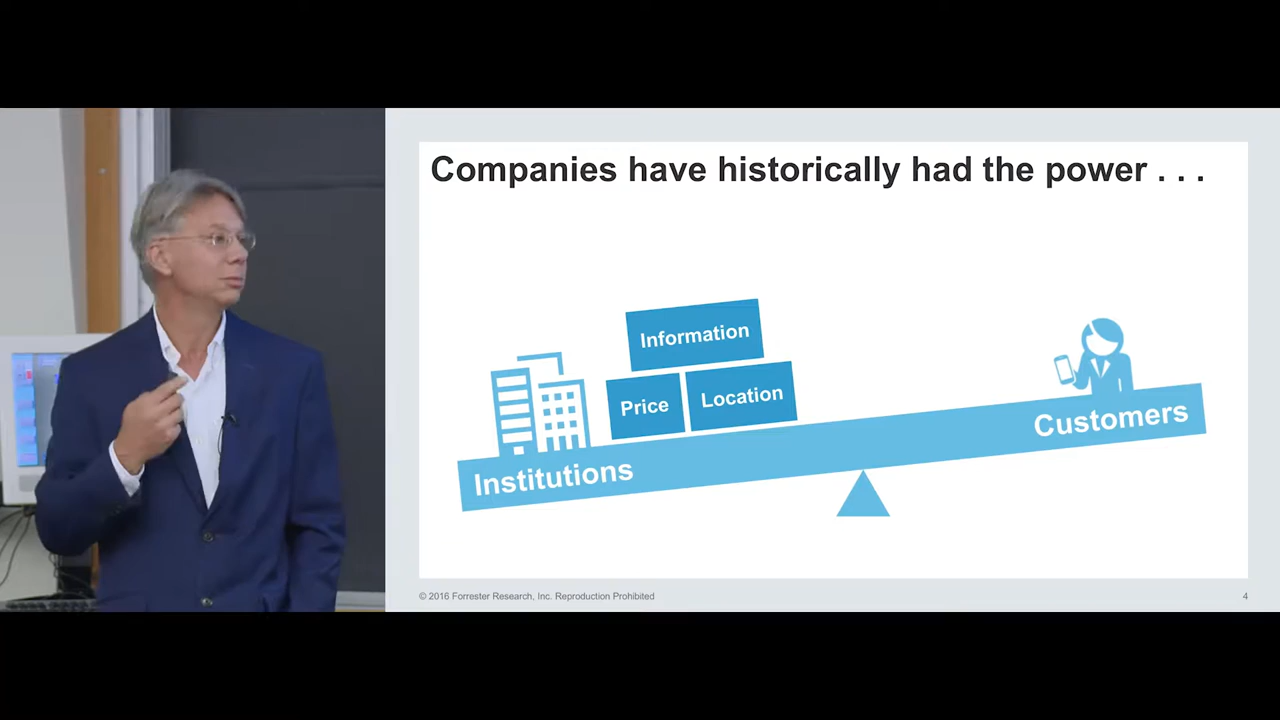 Companies have historically had the power . . .
Information
Price
Location
Institutions
Customers
© 2016 Forrester Research, Inc. Reproduction Prohibited
4